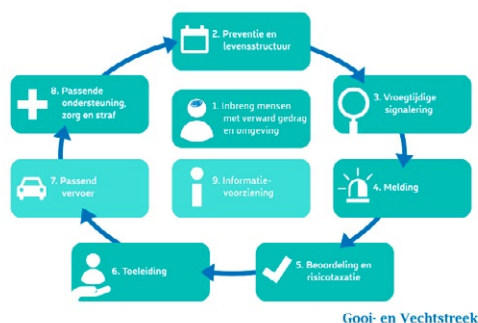 2. Preventie en
levensstructuur
8. Passende
ondersteuning,
zorg en straf
1. Inbreng mensen
met verward gedrag
en omgeving
3. Vroegtijdige
signalering
7. Passend
vervoer
9. Informatie-
voorziening
4. Melding
6. Toeleiding
5. Beoordeling en
risicotaxatie
Gooi- en Vechtstreek